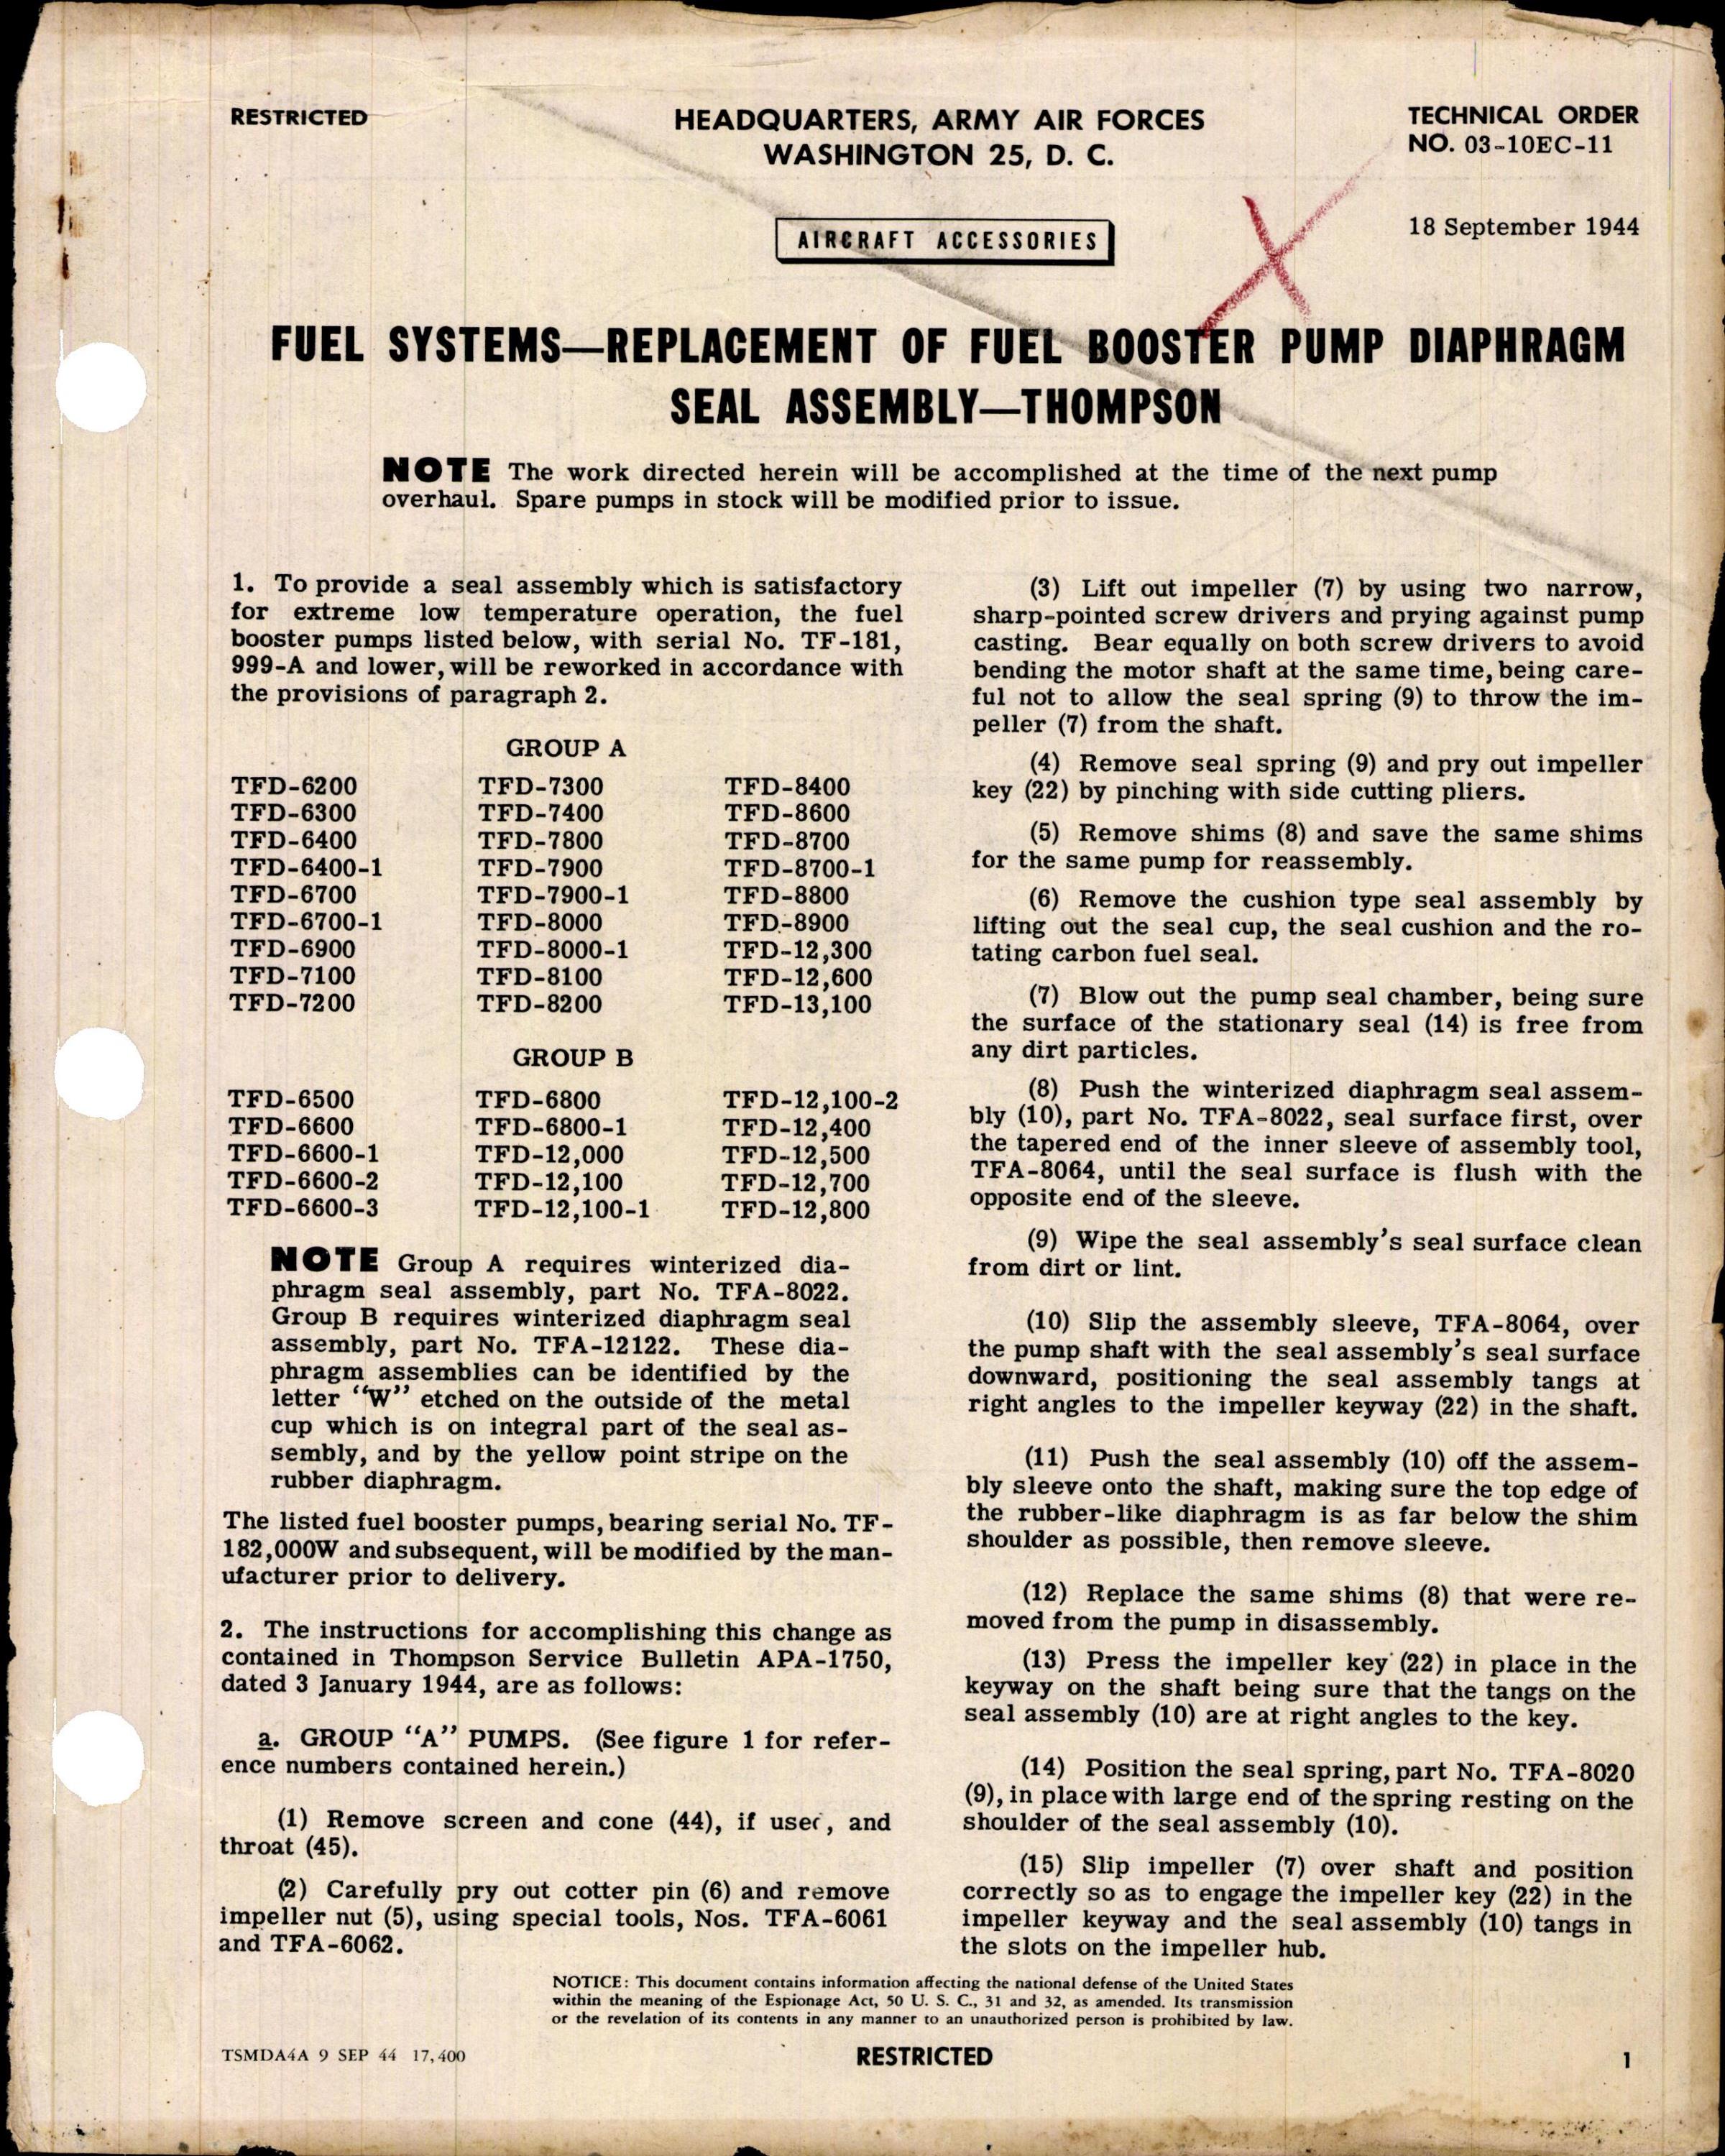 RESTRICTED
HEADQUARTERS, ARMY AIR FORCES
WASHINGTON 25, D. C.
TECHNICAL ORDER
NO. 03-10EC-11
18 September 1944
AIRCRAFT ACCESSORIES
FUEL SYSTEMS—REPLACEMENT OF FUEL BOOSTER PUMP DIAPHRAGM
SEAL ASSEMBLY—THOMPSON
NOTE The work directed herein will be accomplished at the time of the next pump
overhaul. Spare pumps in stock will be modified prior to issue.
1. To provide a seal assembly which is satisfactory
for extreme low temperature operation, the fuel
booster pumps listed below, with serial No. TF-181,
999-A and lower, will be reworked in accordance with
the provisions of paragraph 2.
GROUP A
TFD-6200 TFD-7300 TFD-8400
TFD-6300 TFD-7400 TFD-8600
TFD-6400 TFD-7800 TFD-8700
TFD-6400-1 TFD-7900 TFD-8700-1
TFD-6700 TFD-7900-1 TFD-8800
TFD-6700-1 TFD-8000 TFD-8900
TFD-6900 TFD-8000-1 TFD-12,300
TFD-7100 TFD-8100 TFD-12,600
TFD-7200 TFD-8200 TFD-13,100
GROUP B
TFD-6500 TFD-6800 TFD-12,100-2
TFD-6600 TFD-6800-1 TFD-12,400
TFD-6600-1 TFD-12,000 TFD-12,500
TFD-6600-2 TFD-12,100 TFD-12,700
TFD-6600-3 TFD-12,100-1 TFD-12,800
NOTE Group A requires winterized dia-
phragm seal assembly, part No. TFA-8022.
Group B requires winterized diaphragm seal
assembly, part No. TFA-12122. These dia-
phragm assemblies can be identified by the
letter "W" etched on the outside of the metal
cup which is on integral part of the seal as-
sembly, and by the yellow point stripe on the
rubber diaphragm.
The listed fuel booster pumps, bearing serial No. TF-
182,000W and subsequent, will be modified by the man-
ufacturer prior to delivery.
2. The instructions for accomplishing this change as
contained in Thompson Service Bulletin APA-1750,
dated 3 January 1944, are as follows:
a. GROUP "A" PUMPS. (See figure 1 for refer-
ence numbers contained herein.)
(1) Remove screen and cone (44), if used, and
throat (45).
(2) Carefully pry out cotter pin (6) and remove
impeller nut (5), using special tools, Nos. TFA-6061
and TFA-6062.
(3) Lift out impeller (7) by using two narrow,
sharp-pointed screw drivers and prying against pump
casting. Bear equally on both screw drivers to avoid
bending the motor shaft at the same time, being care-
ful not to allow the seal spring (9) to throw the im-
peller (7) from the shaft.
(4) Remove seal spring (9) and pry out impeller
key (22) by pinching with side cutting pliers.
(5) Remove shims (8) and save the same shims
for the same pump for reassembly.
(6) Remove the cushion type seal assembly by
lifting out the seal cup, the seal cushion and the ro-
tating carbon fuel seal.
(7) Blow out the pump seal chamber, being sure
the surface of the stationary seal (14) is free from
any dirt particles.
(8) Push the winterized diaphragm seal assem-
bly (10), part No. TFA-8022, seal surface first, over
the tapered end of the inner sleeve of assembly tool,
TFA-8064, until the seal surface is flush with the
opposite end of the sleeve.
(9) Wipe the seal assembly's seal surface clean
from dirt or lint.
(10) Slip the assembly sleeve, TFA-8064, over
the pump shaft with the seal assembly's seal surface
downward, positioning the seal assembly tangs at
right angles to the impeller keyway (22) in the shaft.
(11) Push the seal assembly (10) off the assem-
bly sleeve onto the shaft, making sure the top edge of
the rubber-like diaphragm is as far below the shim
shoulder as possible, then remove sleeve.
(12) Replace the same shims (8) that were re-
moved from the pump in disassembly.
(13) Press the impeller key (22) in place in the
keyway on the shaft being sure that the tangs on the
seal assembly (10) are at right angles to the key.
(14) Position the seal spring, part No. TFA-8020
(9), in place with large end of the spring resting on the
shoulder of the seal assembly (10).
(15) Slip impeller (7) over shaft and position
correctly so as to engage the impeller key (22) in the
impeller keyway and the seal assembly (10) tangs in
the slots on the impeller hub.
NOTICE: This document contains information affecting the national defense of the United States
within the meaning of the Espionage Act, 50 U. S. C., 31 and 32, as amended. Its transmission
or the revelation of its contents in any manner to an unauthorized person is prohibited by law.
TSMDA4A 9 SEP 44 17,400
RESTRICTED
1